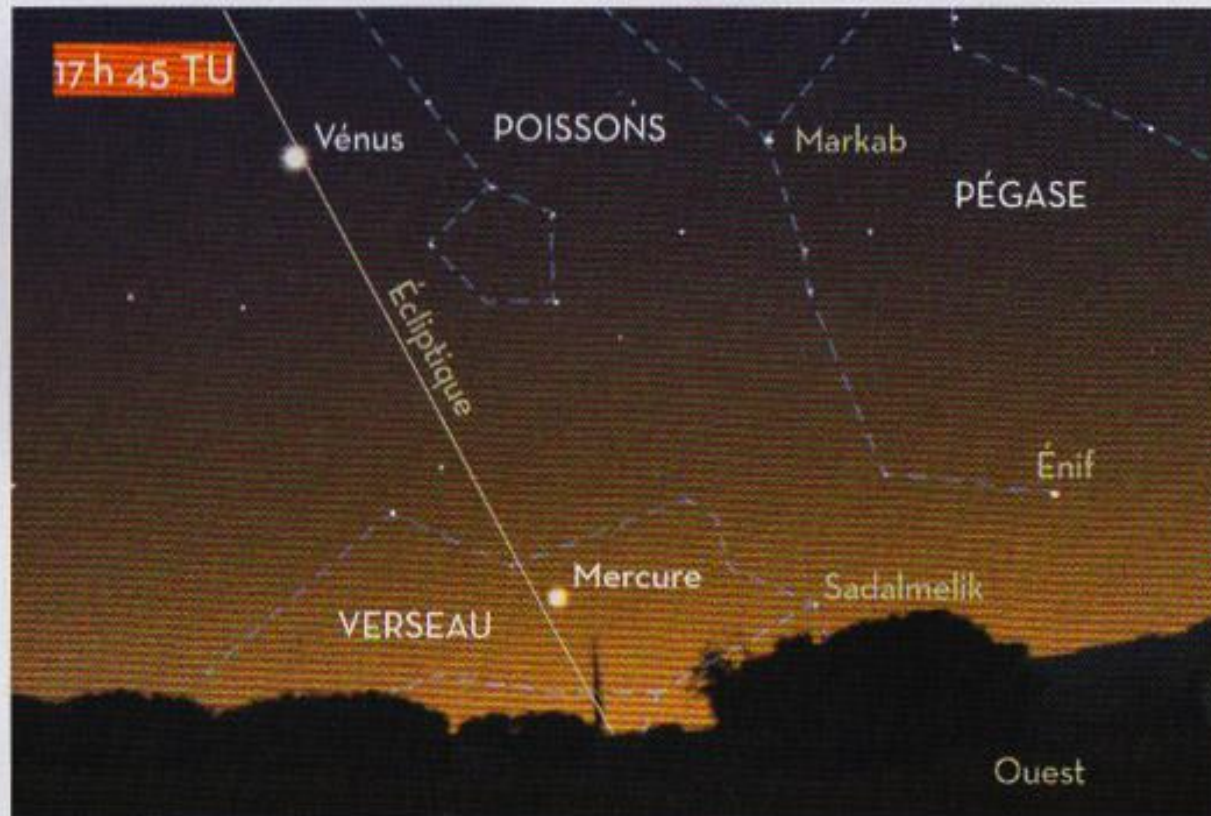 17 h 45 TU
Vénus
POISSONS
Markab
PÉGASE
Écliptique
Énif
Mercure
Sadalmelik
VERSEAU
Ouest